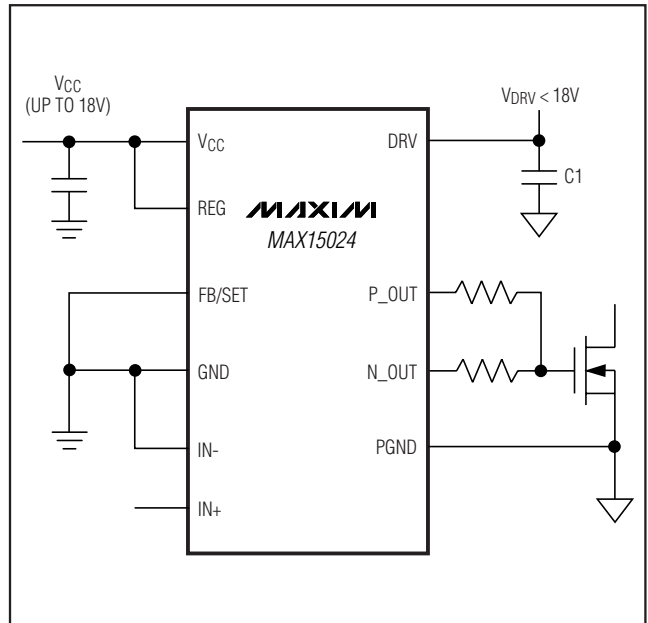 VCC
(UP TO 18V)
VDRV < 18V
VCC
DRV
C1
REG
MAXIM
MAX15024
FB/SET
P_OUT
GND
N_OUT
IN-
PGND
IN+